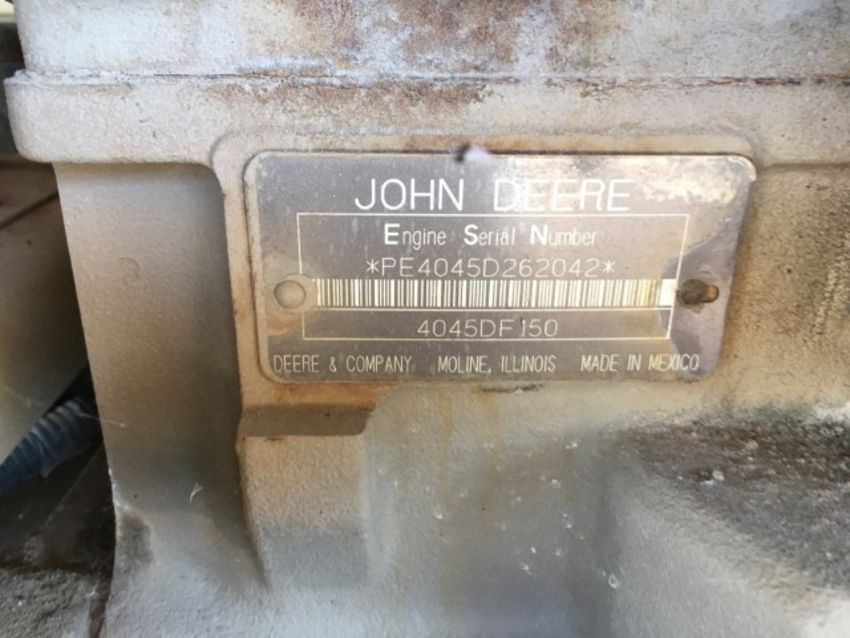 JOHN DEERE
Engine Serial Number
*PE4045D262042*
4045DF150
DEERE & COMPANY MOLINE, ILLINOIS MADE IN MEXICO